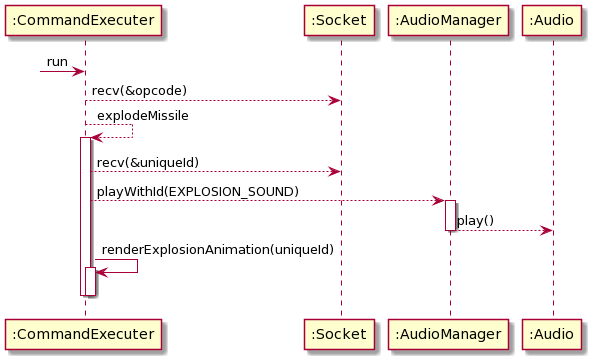 :CommandExecuter :Socket :AudioManager :Audio
run
recv(&opcode)
explodeMissile
recv(&uniqueId)
playWithId(EXPLOSION_SOUND)
play()
renderExplosionAnimation(uniqueId)
:CommandExecuter :Socket :AudioManager :Audio